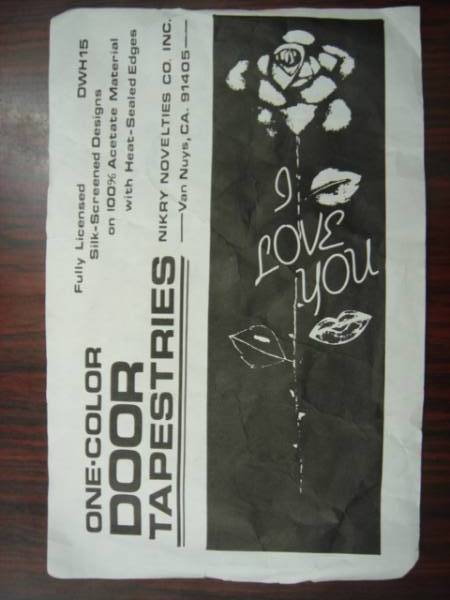 ONE-COLOR
DOOR
TAPESTRIES
Fully Licensed DWH15
Silk-Screened Designs
on 100% Acetate Material
with Heat-Sealed Edges
NIKRY NOVELTIES CO. INC.
—Van Nuys, CA. 91405—
I
LOVE
YOU